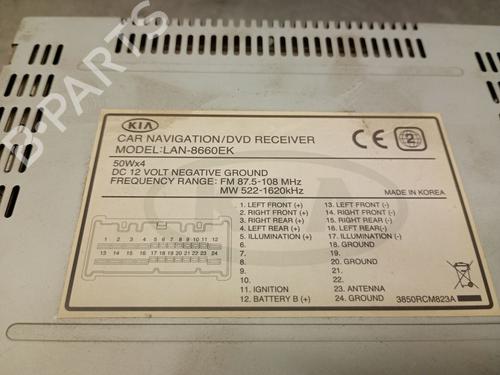 B-PARTS
KIA
CAR NAVIGATION/DVD RECEIVER
MODEL:LAN-8660EK
50Wx4
DC 12 VOLT NEGATIVE GROUND
FREQUENCY RANGE: FM 87.5-108 MHz
MW 522-1620kHz
CE 2
MADE IN KOREA
1 2 3 4 5 6 7 8 9 10 11 12
13 14 15 16 17 18 19 20 21 22 23 24
1. LEFT FRONT (+)
2. RIGHT FRONT (+)
3. RIGHT REAR (+)
4. LEFT REAR (+)
5. ILLUMINATION (+)
6.
7.
8.
9.
10.
11. IGNITION
12. BATTERY B (+)
13. LEFT FRONT (-)
14. RIGHT FRONT (-)
15. RIGHT REAR (-)
16. LEFT REAR(-)
17. ILLUMINATION (-)
18. GROUND
19.
20. GROUND
21.
22.
23. ANTENNA
24. GROUND
3850RCM823A